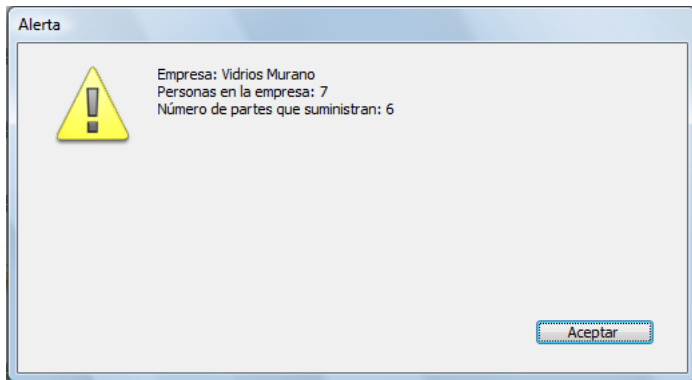 Alerta
Empresa: Vidrios Murano
Personas en la empresa: 7
Número de partes que suministran: 6
Aceptar